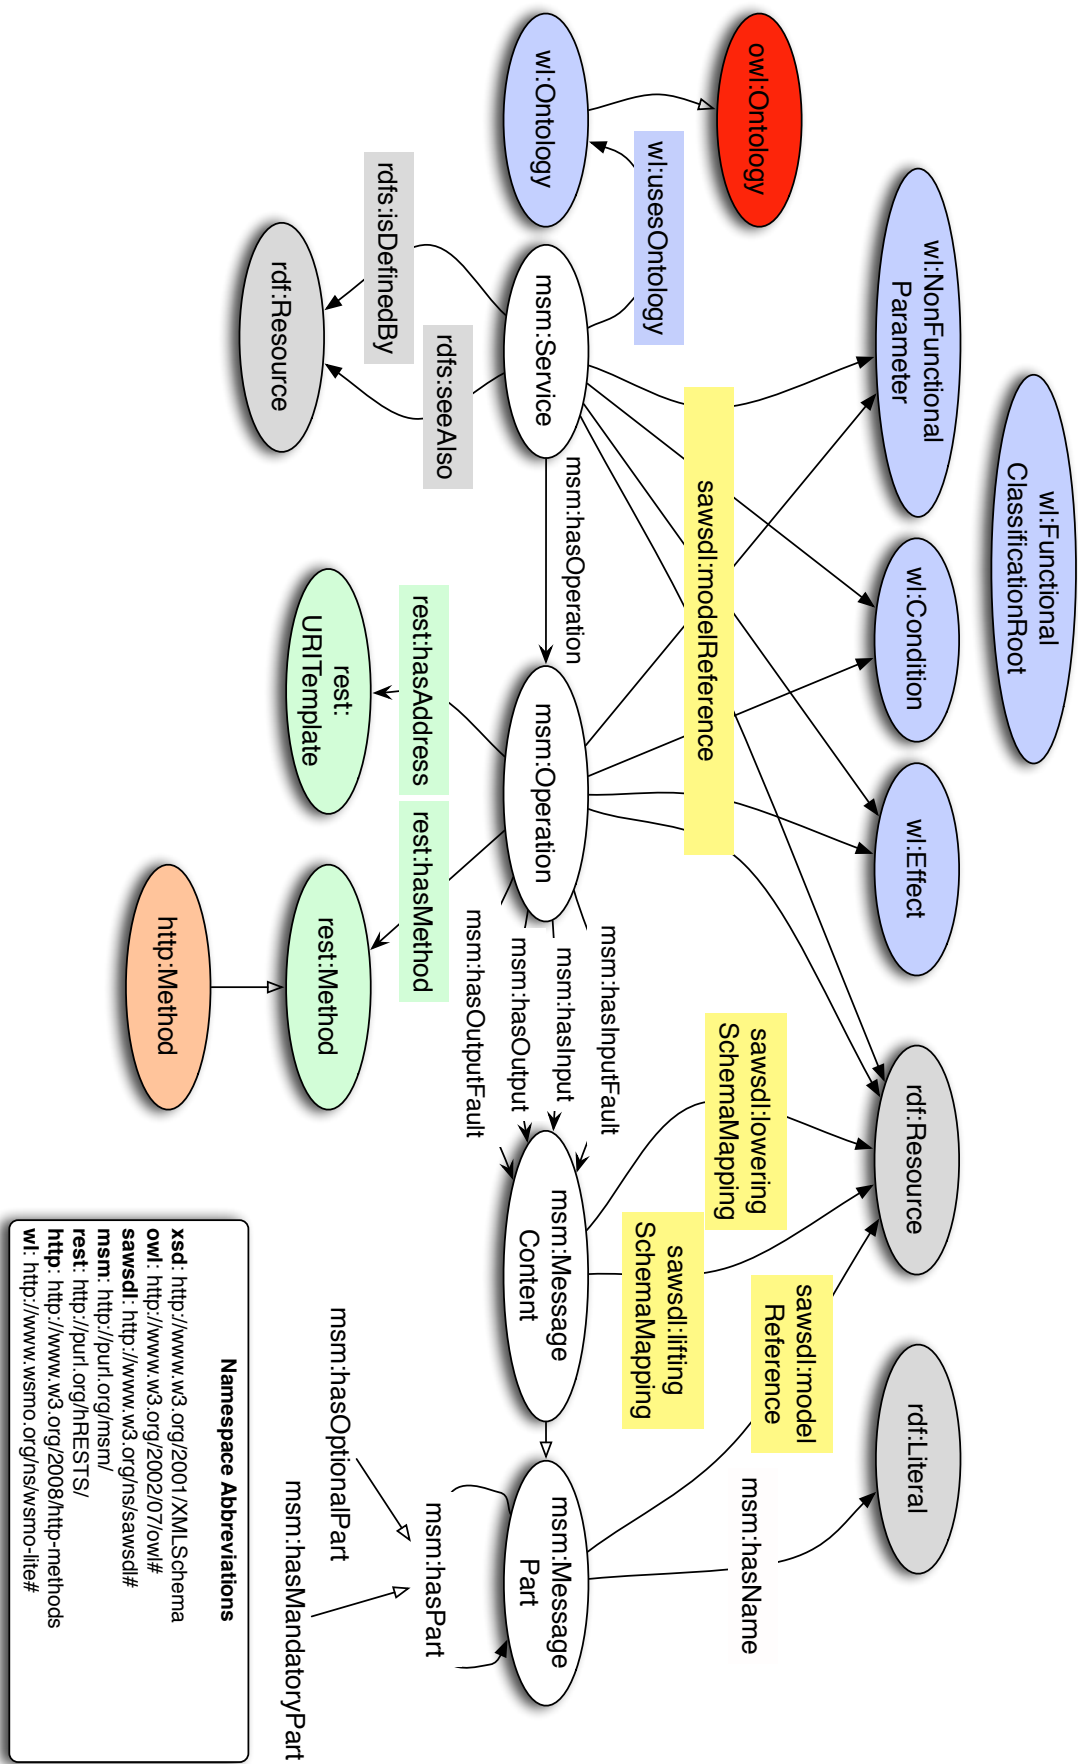 wl:Functional
ClassificationRoot
owl:Ontology
wl:NonFunctional
Parameter
wl:Condition
wl:Effect
rdf:Resource
rdf:Literal
wl:usesOntology
sawsdl:modelReference
sawsdl:lowering
SchemaMapping
sawsdl:lifting
SchemaMapping
sawsdl:model
Reference
msm:hasName
wl:Ontology
msm:Service
msm:hasOperation
msm:Operation
msm:hasInputFault
msm:hasInput
msm:hasOutput
msm:hasOutputFault
msm:Message
Content
msm:Message
Part
rdfs:isDefinedBy
rdfs:seeAlso
rest:hasAddress
rest:hasMethod
msm:hasPart
msm:hasOptionalPart
msm:hasMandatoryPart
rdf:Resource
rest:
URITemplate
rest:Method
http:Method
Namespace Abbreviations
xsd: http://www.w3.org/2001/XMLSchema
owl: http://www.w3.org/2002/07/owl#
sawsdl: http://www.w3.org/ns/sawsdl#
msm: http://purl.org/msm/
rest: http://purl.org/hRESTS/
http: http://www.w3.org/2008/http-methods
wl: http://www.wsmo.org/ns/wsmo-lite#